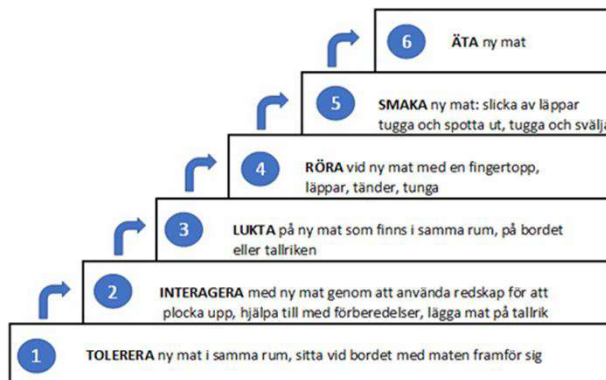 6 ÄTA ny mat
5 SMAKA ny mat: slicka av läppar
tugga och spotta ut, tugga och svälja
4 RÖRA vid ny mat med en fingertopp,
läppar, tänder, tunga
3 LUKTA på ny mat som finns i samma rum, på bordet
eller tallriken
2 INTERAGERA med ny mat genom att använda redskap för att
plocka upp, hjälpa till med förberedelser, lägga mat på tallrik
1 TOLERERA ny mat i samma rum, sitta vid bordet med maten framför sig